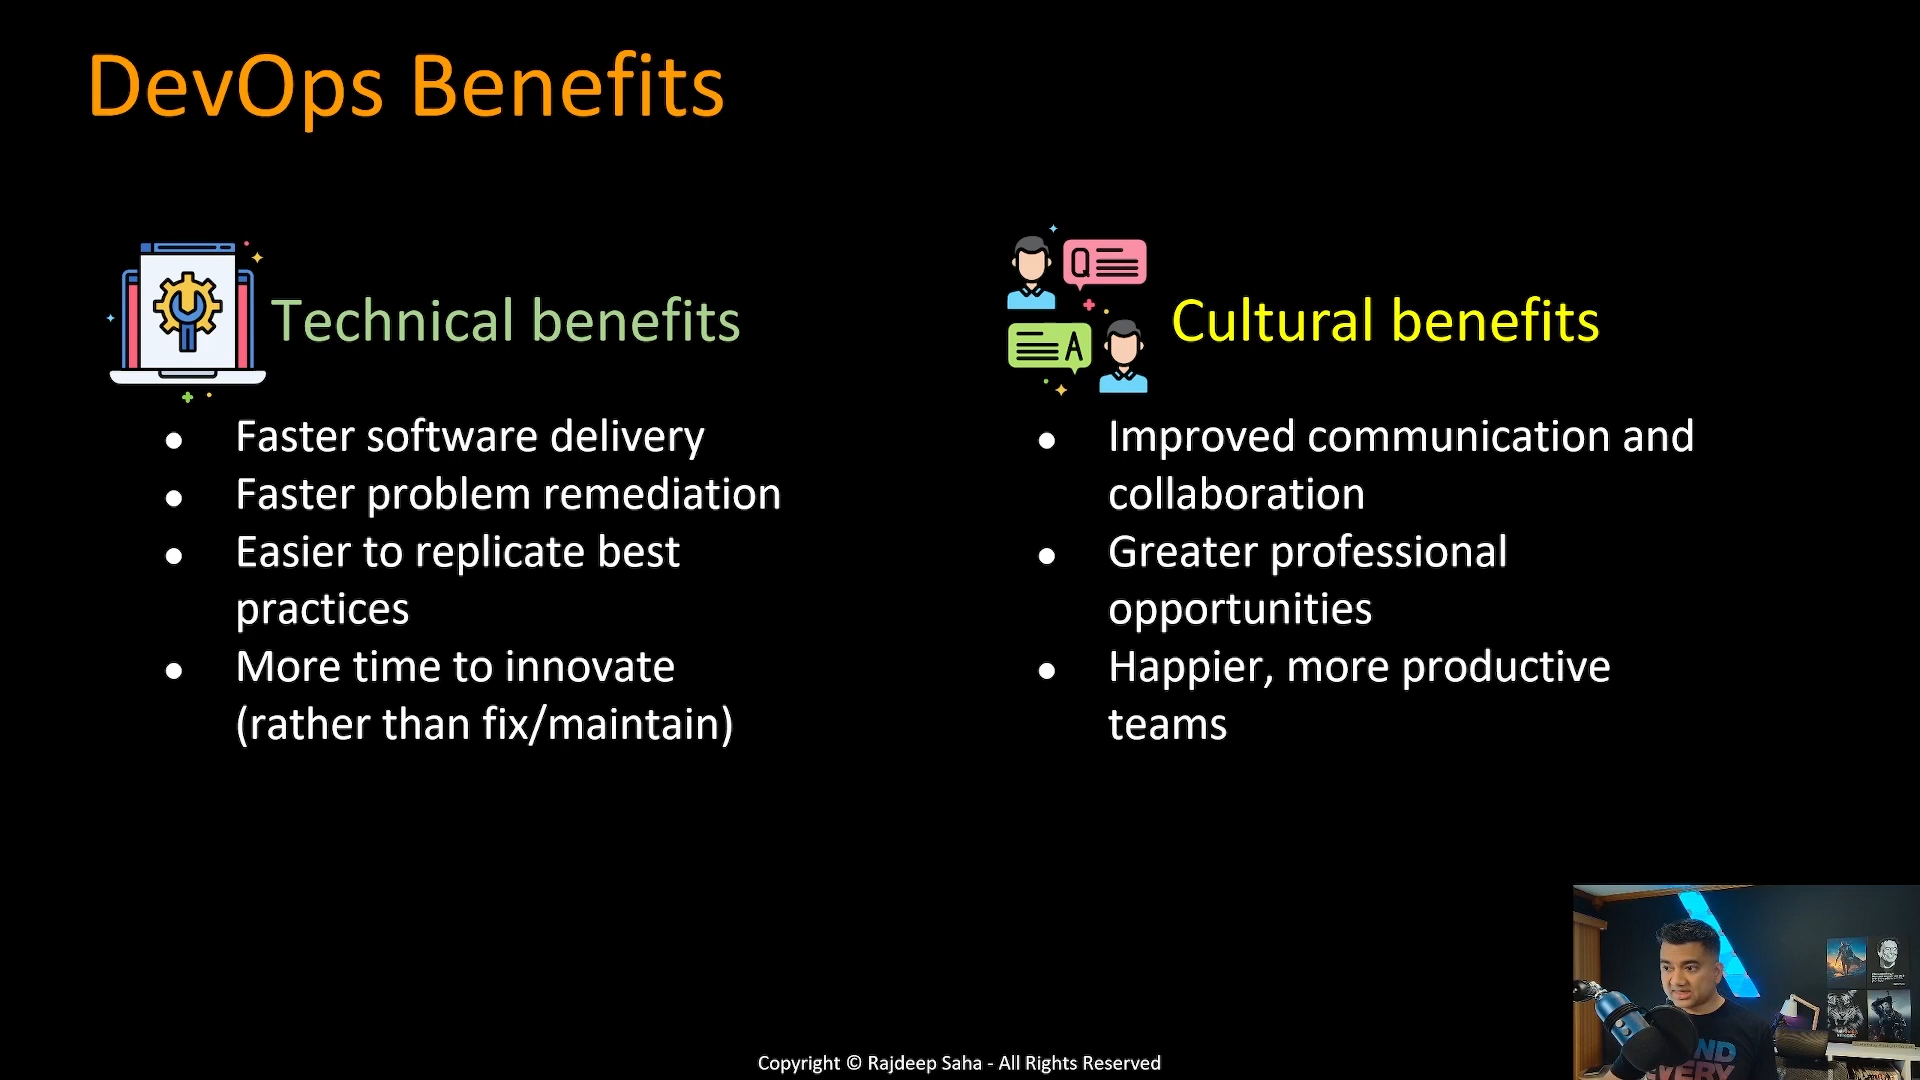 DevOps Benefits
Technical benefits
Faster software delivery
Faster problem remediation
Easier to replicate best
practices
More time to innovate
(rather than fix/maintain)
Q
A
Cultural benefits
Improved communication and
collaboration
Greater professional
opportunities
Happier, more productive
teams
Copyright © Rajdeep Saha - All Rights Reserved